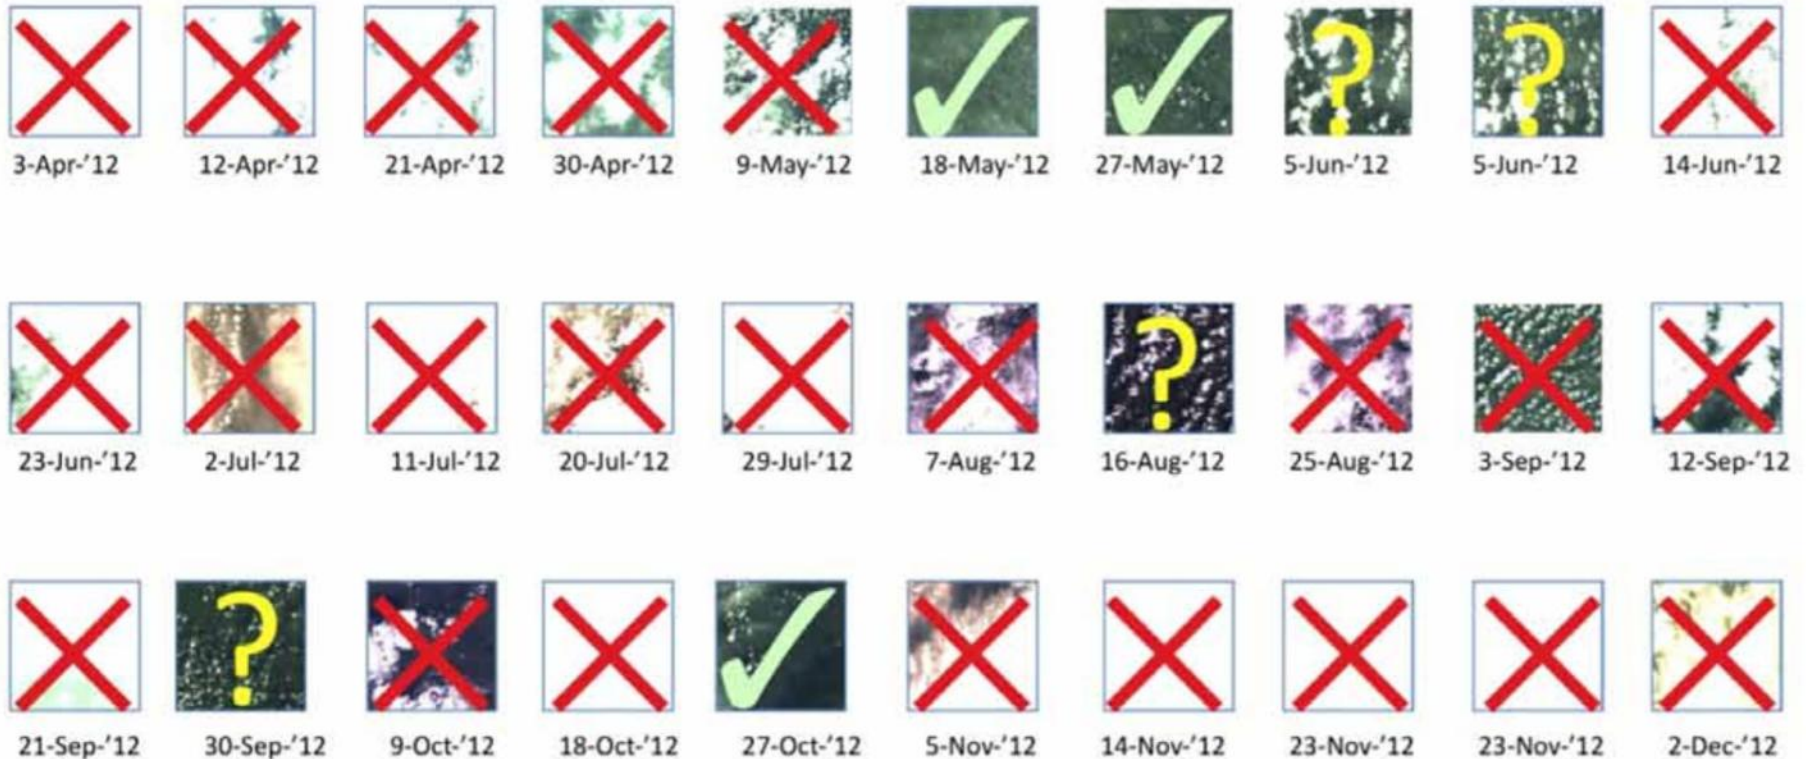 3-Apr-'12 12-Apr-'12 21-Apr-'12 30-Apr-'12 9-May-'12 18-May-'12 27-May-'12 5-Jun-'12 5-Jun-'12 14-Jun-'12
23-Jun-'12 2-Jul-'12 11-Jul-'12 20-Jul-'12 29-Jul-'12 7-Aug-'12 16-Aug-'12 25-Aug-'12 3-Sep-'12 12-Sep-'12
21-Sep-'12 30-Sep-'12 9-Oct-'12 18-Oct-'12 27-Oct-'12 5-Nov-'12 14-Nov-'12 23-Nov-'12 23-Nov-'12 2-Dec-'12